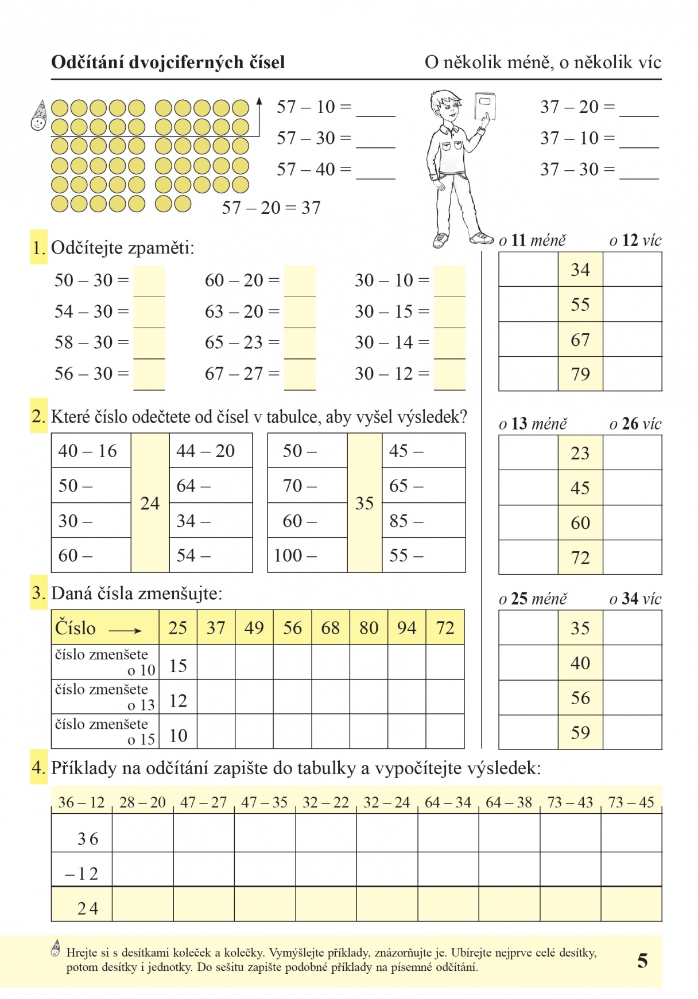 Odčítání dvojciferných čísel
O několik méně, o několik víc
57 – 10 =
57 – 30 =
57 – 40 =
57 – 20 = 37
37 – 20 =
37 – 10 =
37 – 30 =
1. Odčítejte zpaměti:
50 – 30 = 60 – 20 = 30 – 10 =
54 – 30 = 63 – 20 = 30 – 15 =
58 – 30 = 65 – 23 = 30 – 14 =
56 – 30 = 67 – 27 = 30 – 12 =
o 11 méně o 12 víc
34
55
67
79
2. Které číslo odečtete od čísel v tabulce, aby vyšel výsledek?
40 – 16 44 – 20 50 – 45 –
50 – 64 – 70 – 65 –
24 35
30 – 34 – 60 – 85 –
60 – 54 – 100 – 55 –
o 13 méně o 26 víc
23
45
60
72
3. Daná čísla zmenšujte:
Číslo 25 37 49 56 68 80 94 72
číslo zmenšete
o 10 15
číslo zmenšete
o 13 12
číslo zmenšete
o 15 10
o 25 méně o 34 víc
35
40
56
59
4. Příklady na odčítání zapište do tabulky a vypočítejte výsledek:
36 – 12 28 – 20 47 – 27 47 – 35 32 – 22 32 – 24 64 – 34 64 – 38 73 – 43 73 – 45
3 6
– 1 2
2 4
Hrejte si s desítkami koleček a kolečky. Vymýšlejte příklady, znázorňujte je. Ubírejte nejprve celé desítky,
potom desítky i jednotky. Do sešitu zapište podobné příklady na písemné odčítání.
5